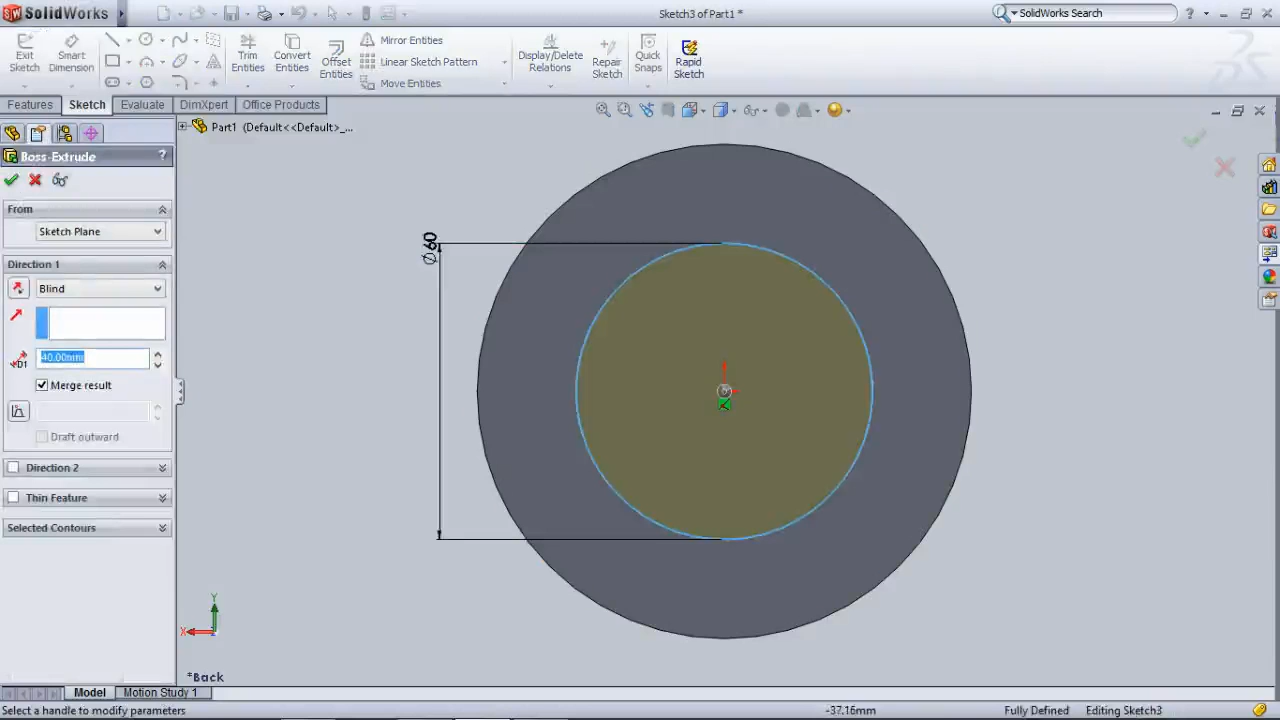 SolidWorks
Sketch3 of Part1 *
SolidWorks Search
?
Exit Sketch
Smart Dimension
Trim Entities
Convert Entities
Offset Entities
Mirror Entities
Linear Sketch Pattern
Move Entities
Display/Delete Relations
Repair Sketch
Quick Snaps
Rapid Sketch
Features
Sketch
Evaluate
DimXpert
Office Products
Part1 (Default<<Default>_...
Boss-Extrude
?
From
Sketch Plane
Direction 1
Blind
D1
40.00mm
Merge result
Draft outward
Direction 2
Thin Feature
Selected Contours
∅60
Y
X
*Back
Model
Motion Study 1
Select a handle to modify parameters
-37.16mm
Fully Defined
Editing Sketch3